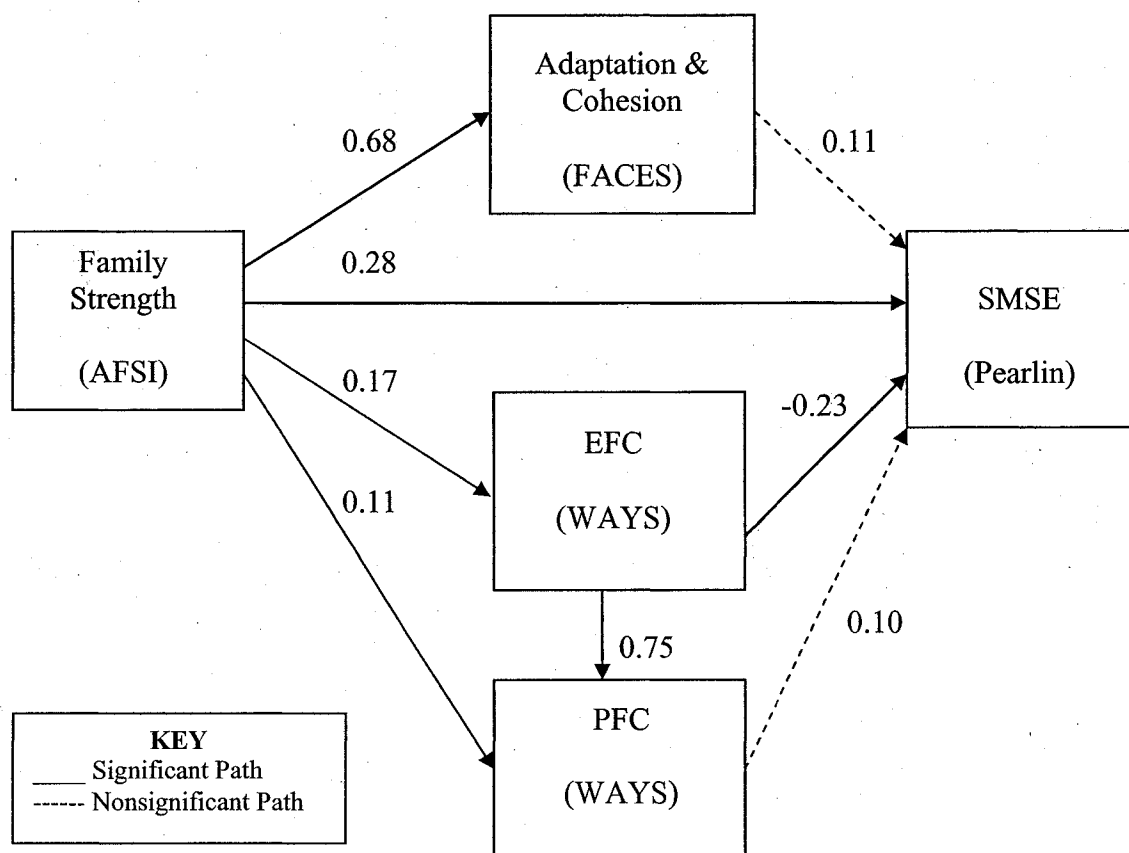 Adaptation &
Cohesion
(FACES)
0.68
0.11
Family
Strength
(AFSI)
0.28
SMSE
(Pearlin)
0.17
-0.23
EFC
(WAYS)
0.11
0.75
0.10
PFC
(WAYS)
KEY
Significant Path
Nonsignificant Path